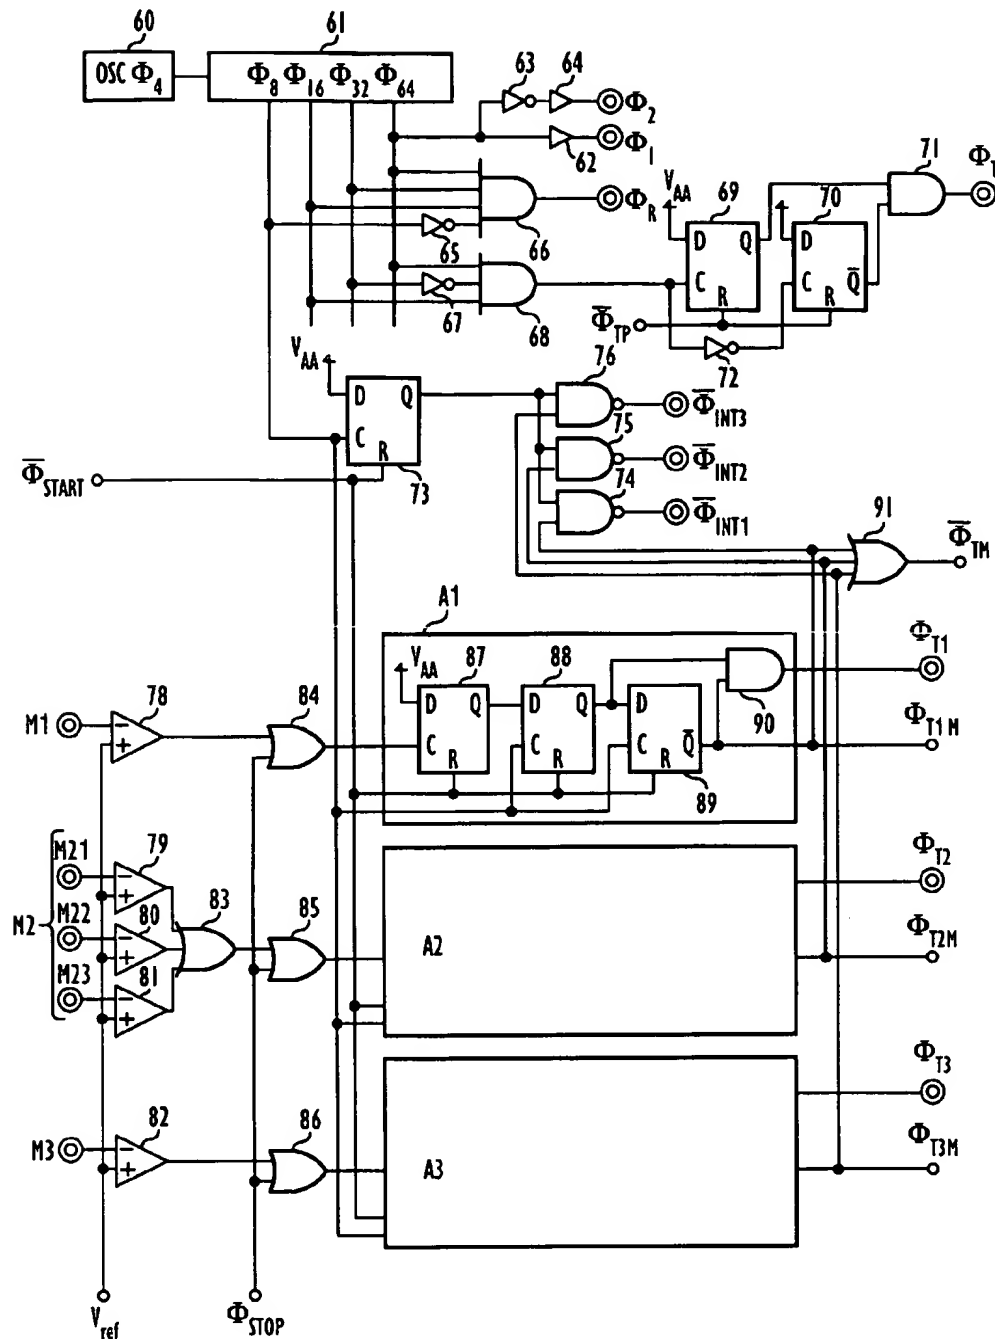 60
61
OSC Φ4
Φ8 Φ16 Φ32 Φ64
63
64
Φ2
Φ1
62
71
ΦT
VAA
69
70
ΦR
65
66
D
Q
D
C
R
C
Q̅
R
67
68
Φ̅TP
72
VAA
76
D
Q
Φ̅INT3
C
75
R
Φ̅INT2
Φ̅START
73
74
Φ̅INT1
91
Φ̅TM
A1
ΦT1
VAA
87
88
78
84
D
Q
D
Q
D
90
M1
−
+
C
R
C
R
C
Q̅
R
ΦT1M
89
79
M21
−
+
ΦT2
83
85
M2
M22
80
−
+
A2
ΦT2M
M23
81
−
+
ΦT3
82
86
M3
−
+
A3
ΦT3M
Vref
ΦSTOP